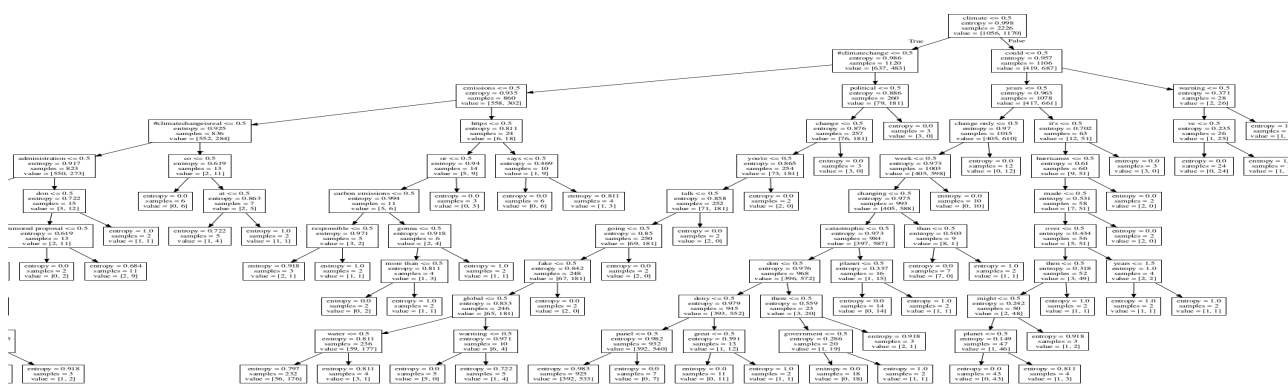 climate <= 0.5
entropy = 0.998
samples = 2226
value = [1056, 1170]
True
False
#climatechange <= 0.5
entropy = 0.986
samples = 1120
value = [637, 483]
could <= 0.5
entropy = 0.957
samples = 1106
value = [419, 687]
emissions <= 0.5
entropy = 0.935
samples = 860
value = [558, 302]
political <= 0.5
entropy = 0.886
samples = 260
value = [79, 181]
years <= 0.5
entropy = 0.963
samples = 1078
value = [417, 661]
warning <= 0.5
entropy = 0.371
samples = 28
value = [2, 26]
#climatechangeisreal <= 0.5
entropy = 0.925
samples = 836
value = [552, 284]
https <= 0.5
entropy = 0.811
samples = 24
value = [6, 18]
change <= 0.5
entropy = 0.876
samples = 257
value = [76, 181]
entropy = 0.0
samples = 3
value = [3, 0]
change only <= 0.5
entropy = 0.97
samples = 1015
value = [405, 610]
it's <= 0.5
entropy = 0.702
samples = 63
value = [12, 51]
ve <= 0.5
entropy = 0.235
samples = 26
value = [1, 25]
administration <= 0.5
entropy = 0.917
samples = 823
value = [550, 273]
co <= 0.5
entropy = 0.619
samples = 13
value = [2, 11]
or <= 0.5
entropy = 0.94
samples = 14
value = [5, 9]
says <= 0.5
entropy = 0.469
samples = 10
value = [1, 9]
you're <= 0.5
entropy = 0.865
samples = 254
value = [73, 181]
entropy = 0.0
samples = 3
value = [3, 0]
week <= 0.5
entropy = 0.973
samples = 1003
value = [405, 598]
entropy = 0.0
samples = 12
value = [0, 12]
hurricanes <= 0.5
entropy = 0.61
samples = 60
value = [9, 51]
entropy = 0.0
samples = 3
value = [3, 0]
entropy = 0.0
samples = 24
value = [0, 24]
don <= 0.5
entropy = 0.722
samples = 15
value = [3, 12]
entropy = 0.0
samples = 6
value = [0, 6]
at <= 0.5
entropy = 0.863
samples = 7
value = [2, 5]
carbon emissions <= 0.5
entropy = 0.994
samples = 11
value = [5, 6]
entropy = 0.0
samples = 3
value = [0, 3]
entropy = 0.0
samples = 6
value = [0, 6]
entropy = 0.811
samples = 4
value = [1, 3]
talk <= 0.5
entropy = 0.858
samples = 252
value = [71, 181]
entropy = 0.0
samples = 2
value = [2, 0]
changing <= 0.5
entropy = 0.975
samples = 993
value = [405, 588]
entropy = 0.0
samples = 10
value = [0, 10]
made <= 0.5
entropy = 0.531
samples = 58
value = [7, 51]
entropy = 0.0
samples = 2
value = [2, 0]
proposal <= 0.5
entropy = 0.619
samples = 13
value = [2, 11]
entropy = 1.0
samples = 2
value = [1, 1]
entropy = 0.722
samples = 5
value = [1, 4]
entropy = 1.0
samples = 2
value = [1, 1]
responsible <= 0.5
entropy = 0.971
samples = 5
value = [3, 2]
gonna <= 0.5
entropy = 0.918
samples = 6
value = [2, 4]
going <= 0.5
entropy = 0.85
samples = 250
value = [69, 181]
entropy = 0.0
samples = 2
value = [2, 0]
catastrophic <= 0.5
entropy = 0.973
samples = 984
value = [397, 587]
than <= 0.5
entropy = 0.503
samples = 9
value = [8, 1]
over <= 0.5
entropy = 0.434
samples = 56
value = [5, 51]
entropy = 0.0
samples = 2
value = [2, 0]
entropy = 0.0
samples = 2
value = [0, 2]
entropy = 0.684
samples = 11
value = [2, 9]
entropy = 0.918
samples = 3
value = [2, 1]
entropy = 1.0
samples = 2
value = [1, 1]
more than <= 0.5
entropy = 0.811
samples = 4
value = [1, 3]
entropy = 1.0
samples = 2
value = [1, 1]
fake <= 0.5
entropy = 0.842
samples = 248
value = [67, 181]
entropy = 0.0
samples = 2
value = [2, 0]
don <= 0.5
entropy = 0.976
samples = 968
value = [396, 572]
planet <= 0.5
entropy = 0.337
samples = 16
value = [1, 15]
entropy = 0.0
samples = 7
value = [7, 0]
entropy = 1.0
samples = 2
value = [1, 1]
then <= 0.5
entropy = 0.318
samples = 52
value = [3, 49]
years <= 1.5
entropy = 1.0
samples = 4
value = [2, 2]
entropy = 0.0
samples = 2
value = [0, 2]
entropy = 1.0
samples = 2
value = [1, 1]
global <= 0.5
entropy = 0.833
samples = 246
value = [65, 181]
entropy = 0.0
samples = 2
value = [2, 0]
deny <= 0.5
entropy = 0.979
samples = 945
value = [393, 552]
there <= 0.5
entropy = 0.559
samples = 23
value = [3, 20]
entropy = 0.0
samples = 14
value = [0, 14]
entropy = 1.0
samples = 2
value = [1, 1]
might <= 0.5
entropy = 0.242
samples = 50
value = [2, 48]
entropy = 1.0
samples = 2
value = [1, 1]
entropy = 1.0
samples = 2
value = [1, 1]
entropy = 1.0
samples = 2
value = [1, 1]
water <= 0.5
entropy = 0.811
samples = 236
value = [59, 177]
warming <= 0.5
entropy = 0.971
samples = 10
value = [6, 4]
panel <= 0.5
entropy = 0.982
samples = 932
value = [392, 540]
great <= 0.5
entropy = 0.391
samples = 13
value = [1, 12]
government <= 0.5
entropy = 0.286
samples = 20
value = [1, 19]
entropy = 0.918
samples = 3
value = [2, 1]
planet <= 0.5
entropy = 0.149
samples = 47
value = [1, 46]
entropy = 0.918
samples = 3
value = [1, 2]
entropy = 0.918
samples = 3
value = [1, 2]
entropy = 0.797
samples = 232
value = [56, 176]
entropy = 0.811
samples = 4
value = [3, 1]
entropy = 0.0
samples = 5
value = [5, 0]
entropy = 0.722
samples = 5
value = [1, 4]
entropy = 0.983
samples = 925
value = [392, 533]
entropy = 0.0
samples = 7
value = [0, 7]
entropy = 0.0
samples = 11
value = [0, 11]
entropy = 1.0
samples = 2
value = [1, 1]
entropy = 0.0
samples = 18
value = [0, 18]
entropy = 1.0
samples = 2
value = [1, 1]
entropy = 0.0
samples = 43
value = [0, 43]
entropy = 0.811
samples = 4
value = [1, 3]